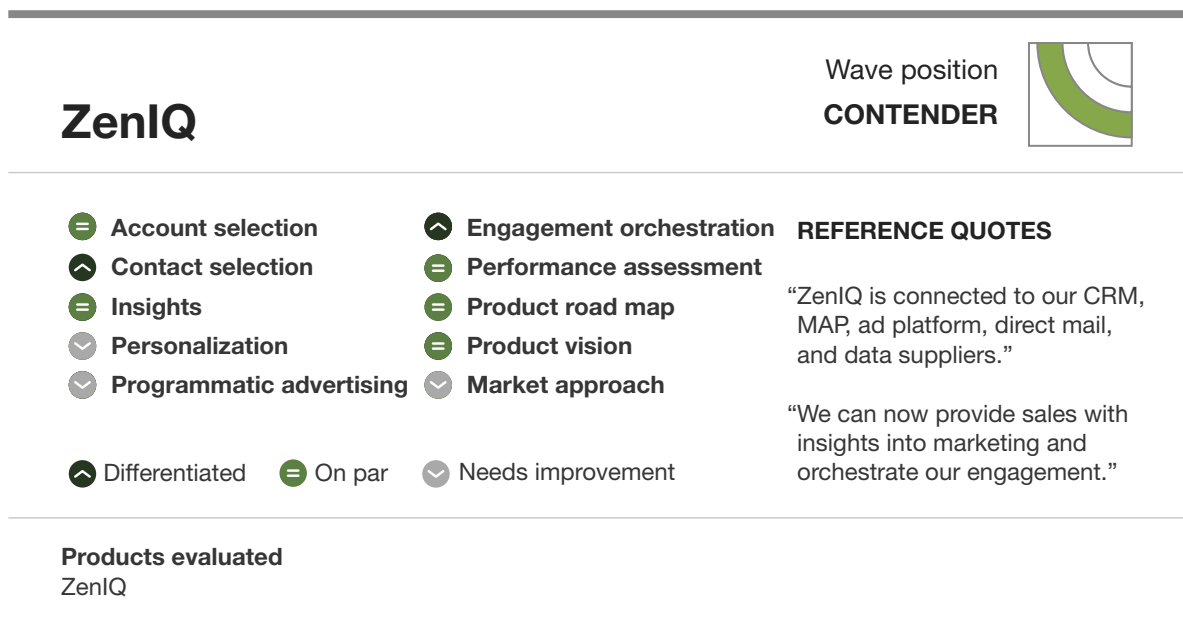 Wave position
CONTENDER
ZenIQ
Account selection
Contact selection
Insights
Personalization
Programmatic advertising
Engagement orchestration
Performance assessment
Product road map
Product vision
Market approach
Differentiated
On par
Needs improvement
REFERENCE QUOTES
“ZenIQ is connected to our CRM,
MAP, ad platform, direct mail,
and data suppliers.”
“We can now provide sales with
insights into marketing and
orchestrate our engagement.”
Products evaluated
ZenIQ